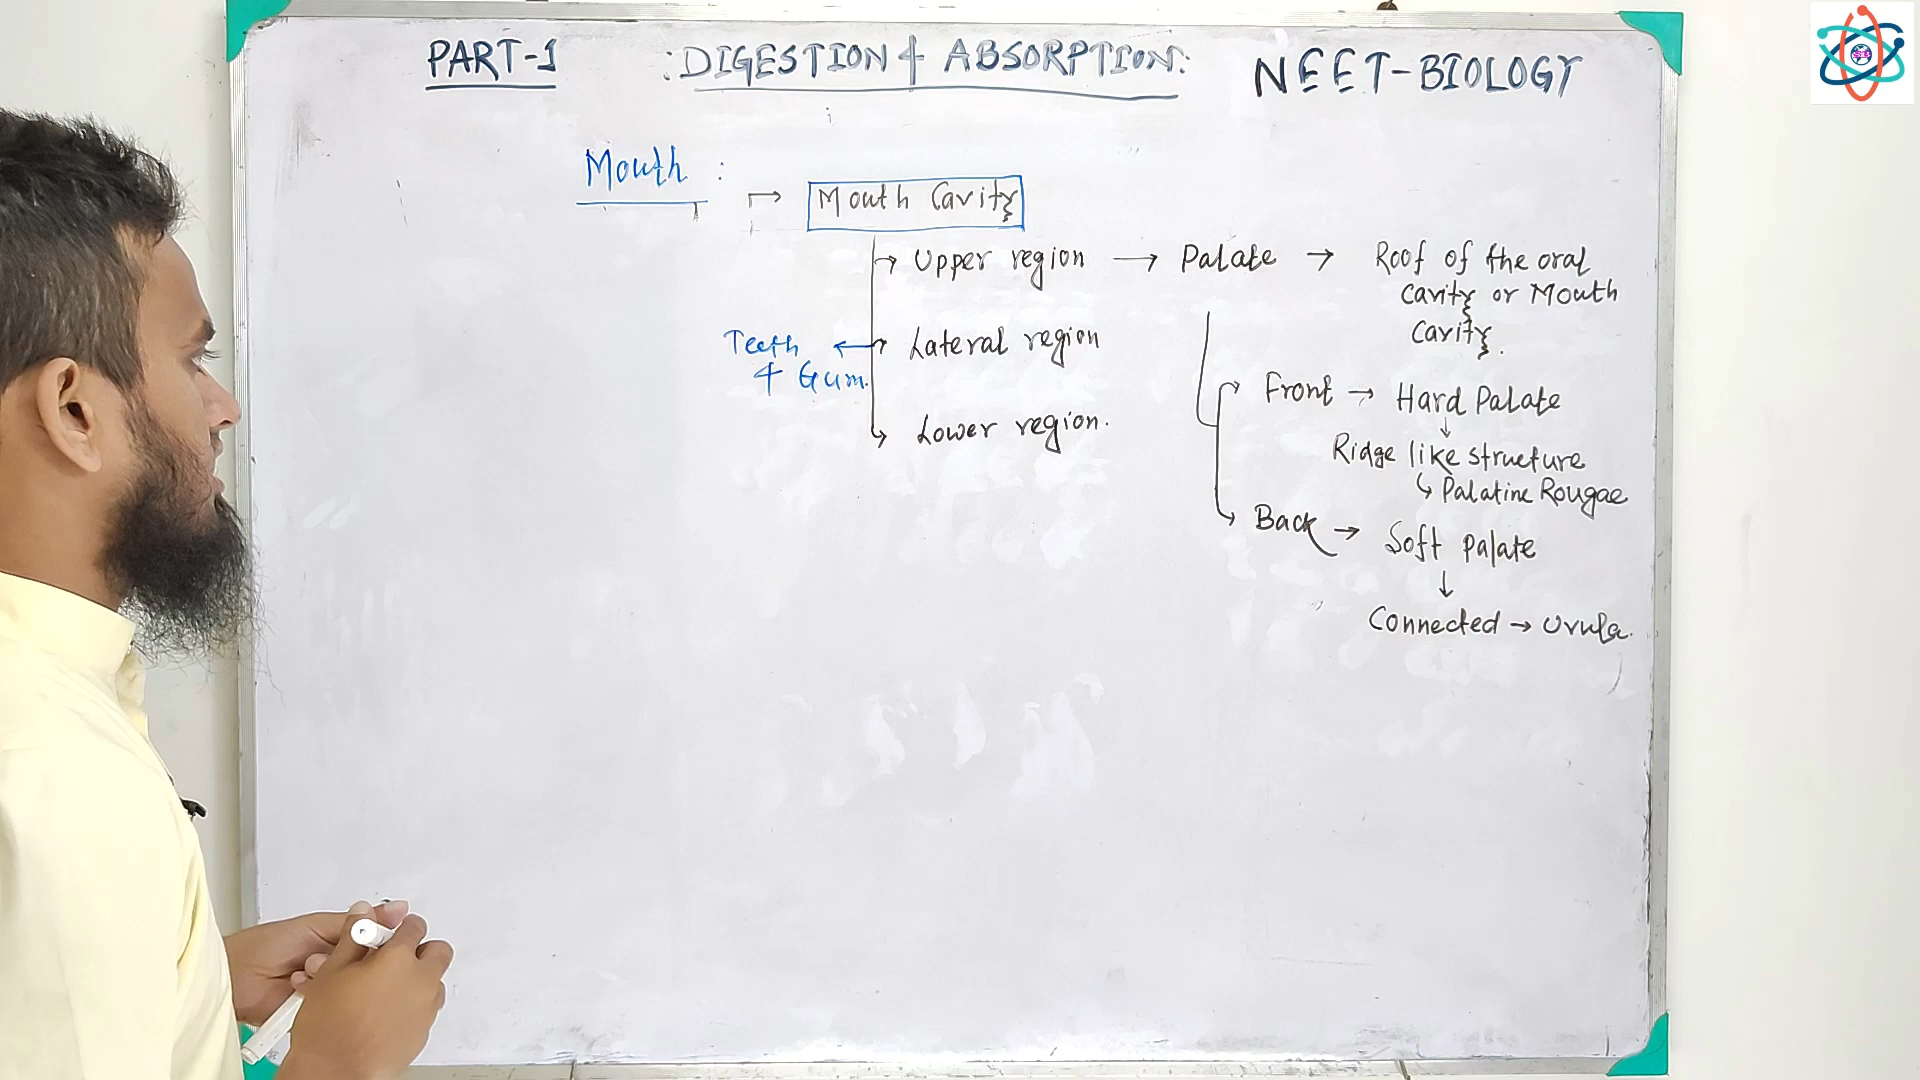 PART-1 :DIGESTION & ABSORPTION: NEET-BIOLOGY
Mouth :
Mouth Cavity
Upper region → Palate → Roof of the oral
Cavity or Mouth
Cavity.
Teeth ← Lateral region
& Gum.
Front → Hard Palate
Lower region.
↓
Ridge like structure
↳ Palatine Rougae
Back → Soft palate
↓
Connected → Uvula.